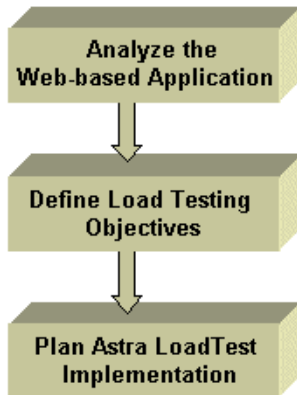 Analyze the
Web-based Application
Define Load Testing
Objectives
Plan Astra LoadTest
Implementation